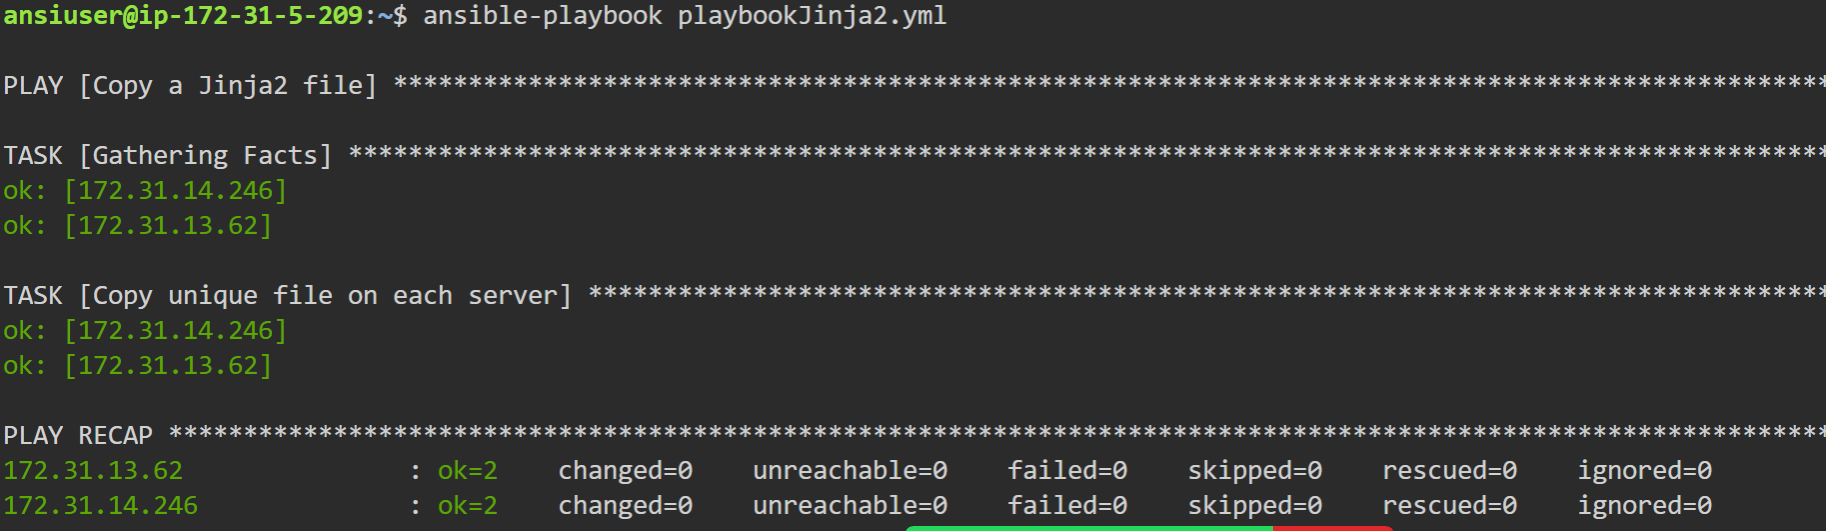 ansiuser@ip-172-31-5-209:~$ ansible-playbook playbookJinja2.yml
PLAY [Copy a Jinja2 file] ************************************************************************************************
TASK [Gathering Facts] ***************************************************************************************************
ok: [172.31.14.246]
ok: [172.31.13.62]
TASK [Copy unique file on each server] ***********************************************************************************
ok: [172.31.14.246]
ok: [172.31.13.62]
PLAY RECAP ***************************************************************************************************************
172.31.13.62               : ok=2    changed=0    unreachable=0    failed=0    skipped=0    rescued=0    ignored=0
172.31.14.246              : ok=2    changed=0    unreachable=0    failed=0    skipped=0    rescued=0    ignored=0